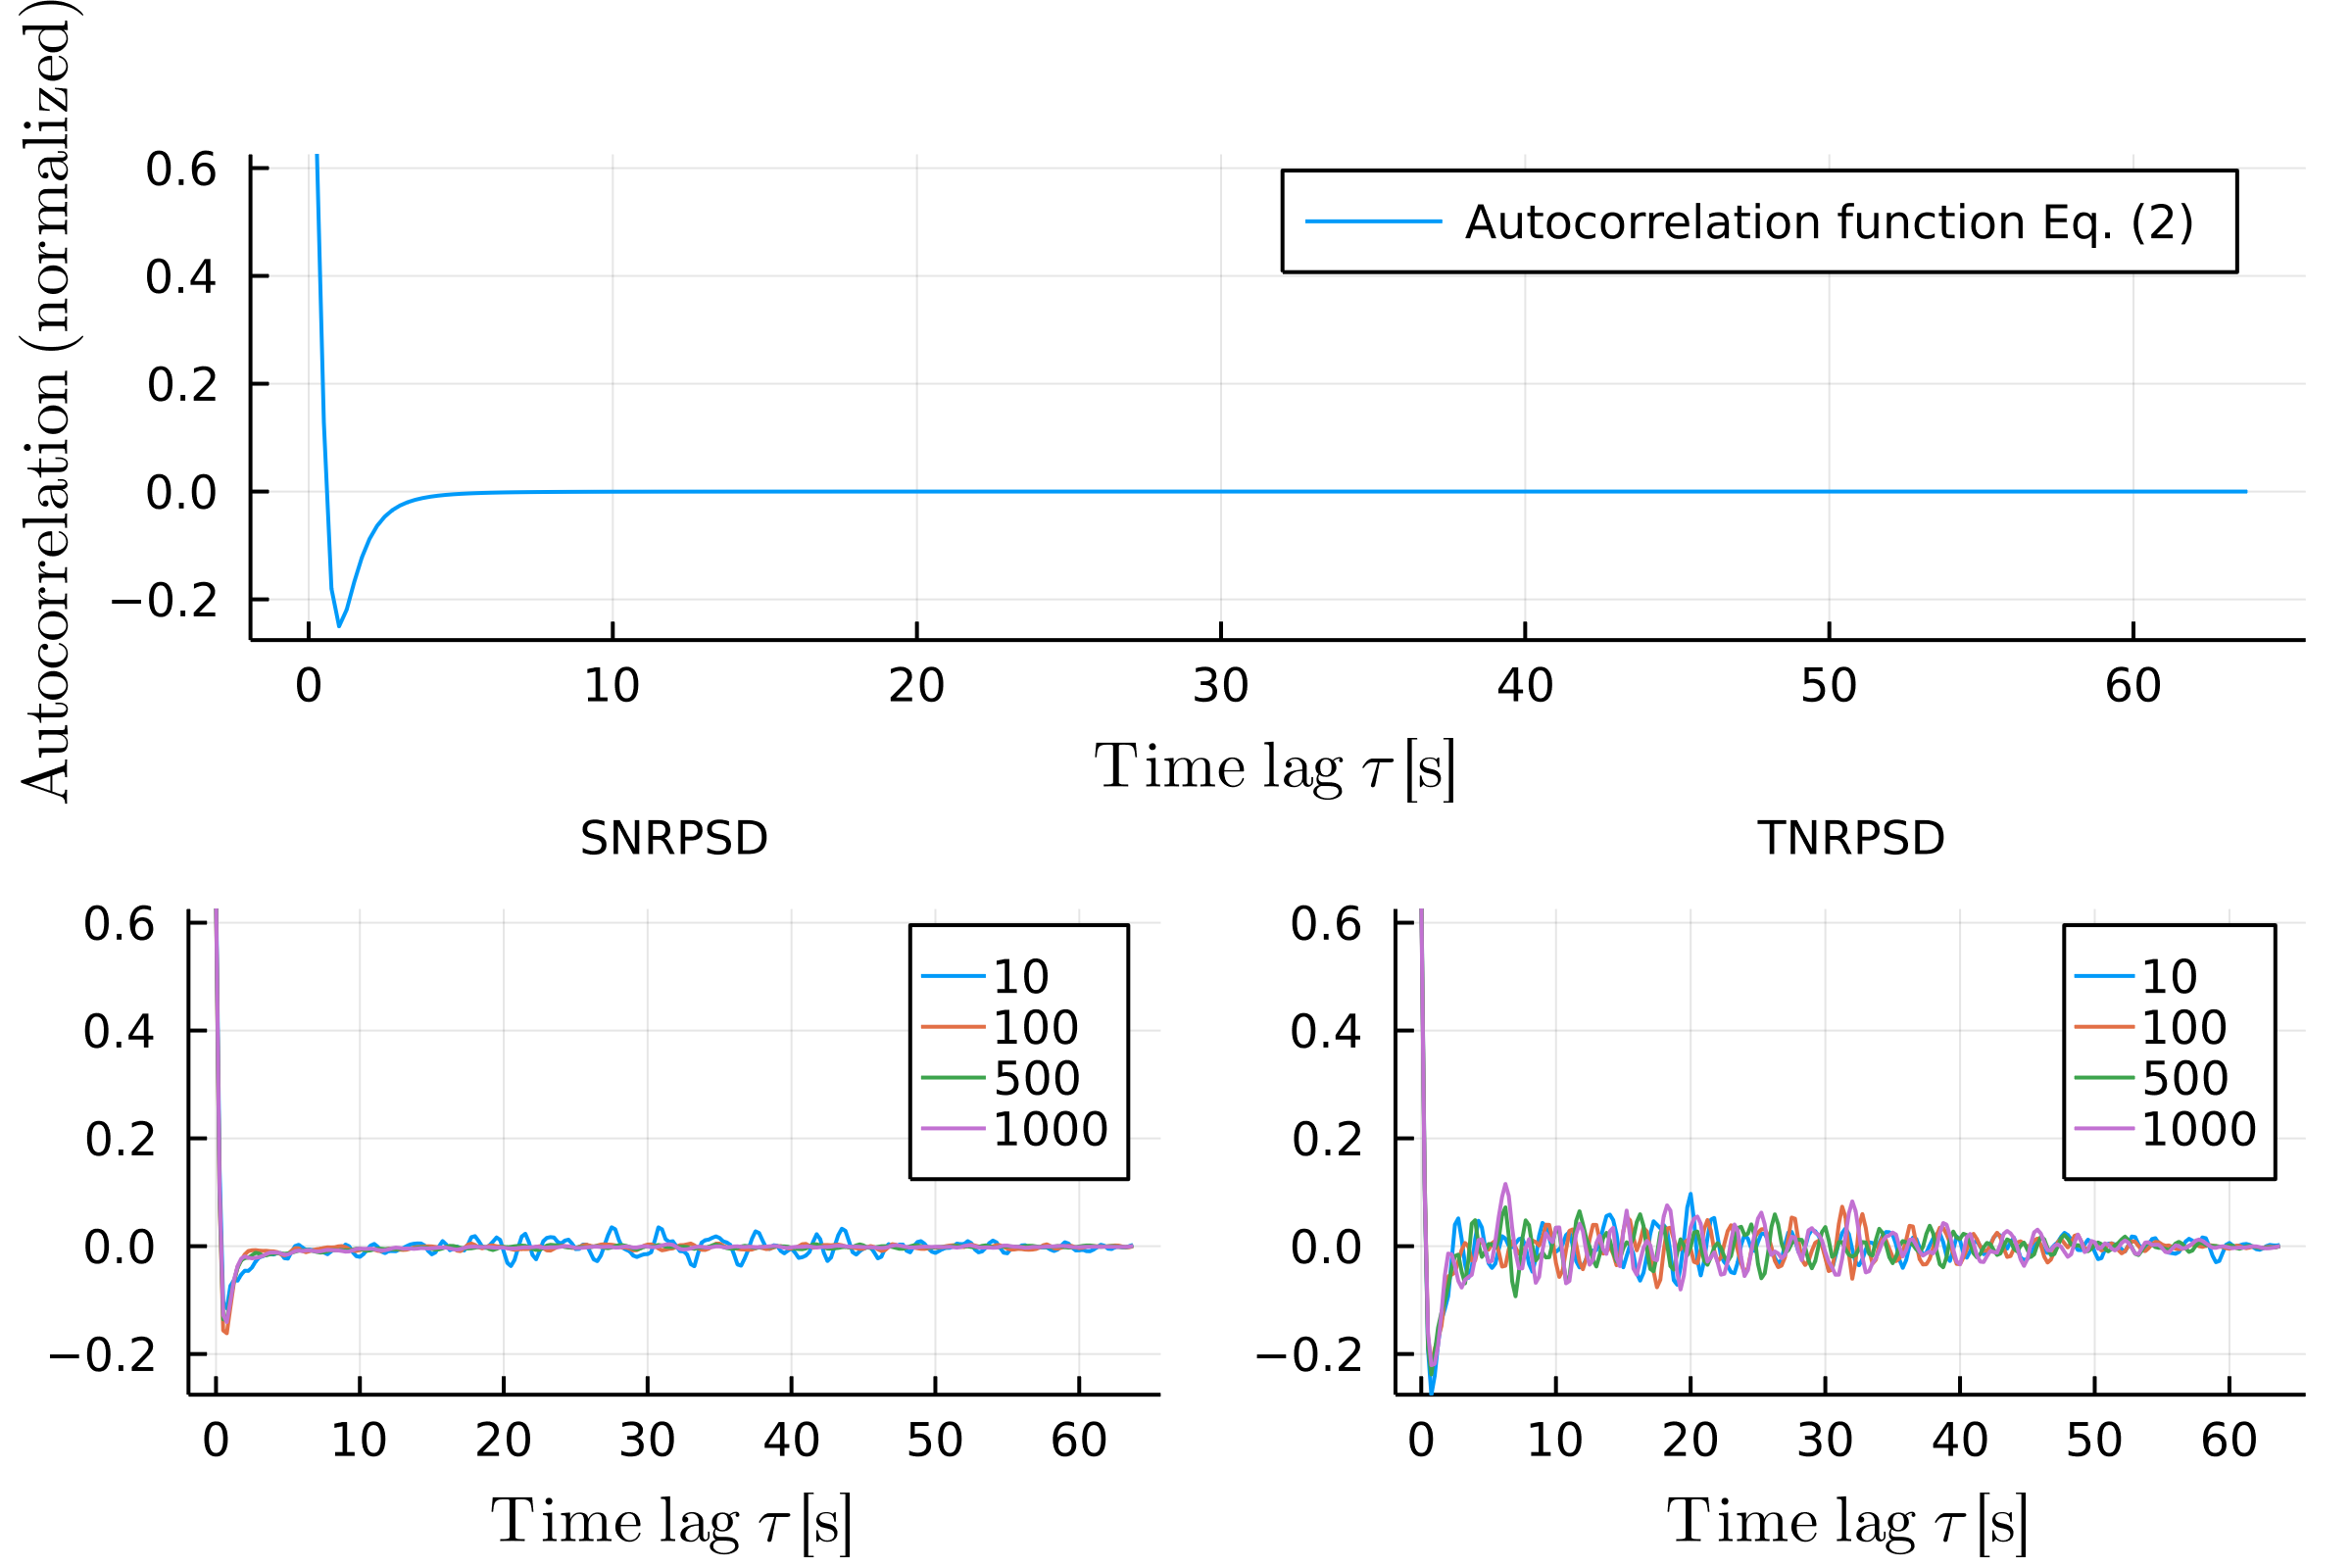 Autocorrelation (normalized)
0.6
0.4
0.2
0.0
−0.2
Autocorrelation function Eq. (2)
0 10 20 30 40 50 60
Time lag τ [s]
SNRPSD
0.6
0.4
0.2
0.0
−0.2
10
100
500
1000
0 10 20 30 40 50 60
Time lag τ [s]
TNRPSD
0.6
0.4
0.2
0.0
−0.2
10
100
500
1000
0 10 20 30 40 50 60
Time lag τ [s]